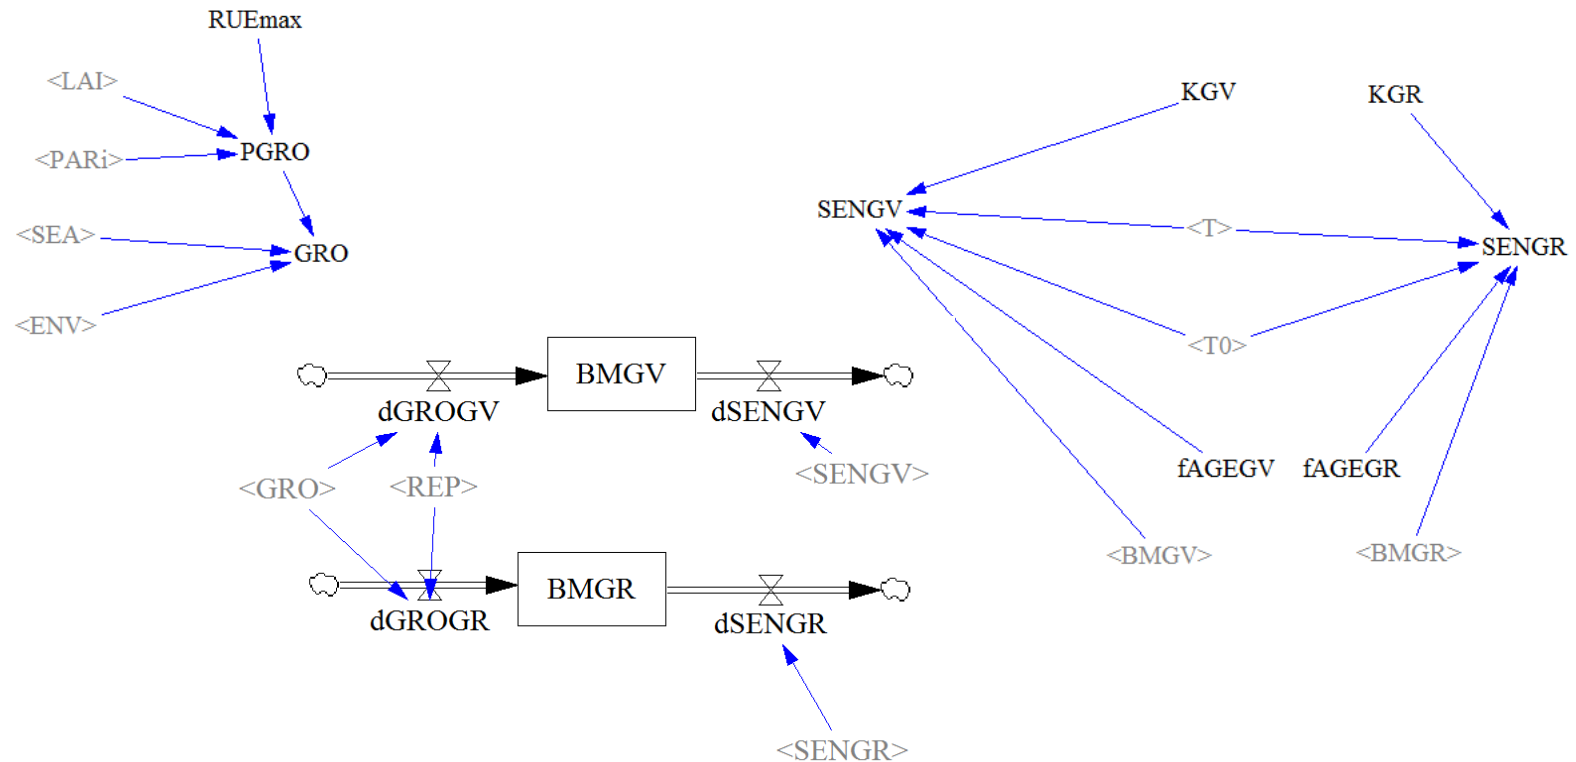 RUEmax
<LAI>
KGV
KGR
<PARi>
PGRO
SENGV
<T>
<SEA>
GRO
SENGR
<ENV>
<T0>
BMGV
dGROGV
dSENGV
<GRO>
<REP>
<SENGV>
fAGEGV
fAGEGR
<BMGV>
<BMGR>
BMGR
dGROGR
dSENGR
<SENGR>